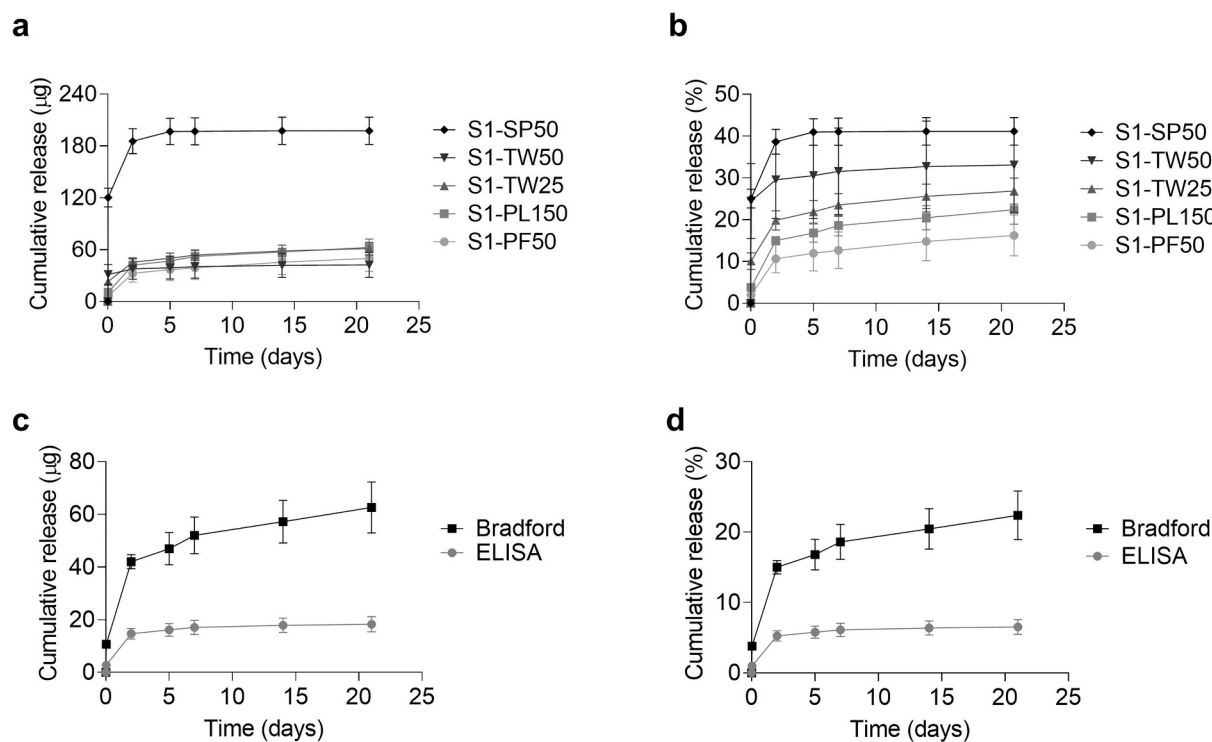 a
Cumulative release (µg)
240
180
120
60
0
0 5 10 15 20 25
Time (days)
S1-SP50
S1-TW50
S1-TW25
S1-PL150
S1-PF50
b
Cumulative release (%)
50
40
30
20
10
0
0 5 10 15 20 25
Time (days)
S1-SP50
S1-TW50
S1-TW25
S1-PL150
S1-PF50
c
Cumulative release (µg)
80
60
40
20
0
0 5 10 15 20 25
Time (days)
Bradford
ELISA
d
Cumulative release (%)
30
20
10
0
0 5 10 15 20 25
Time (days)
Bradford
ELISA